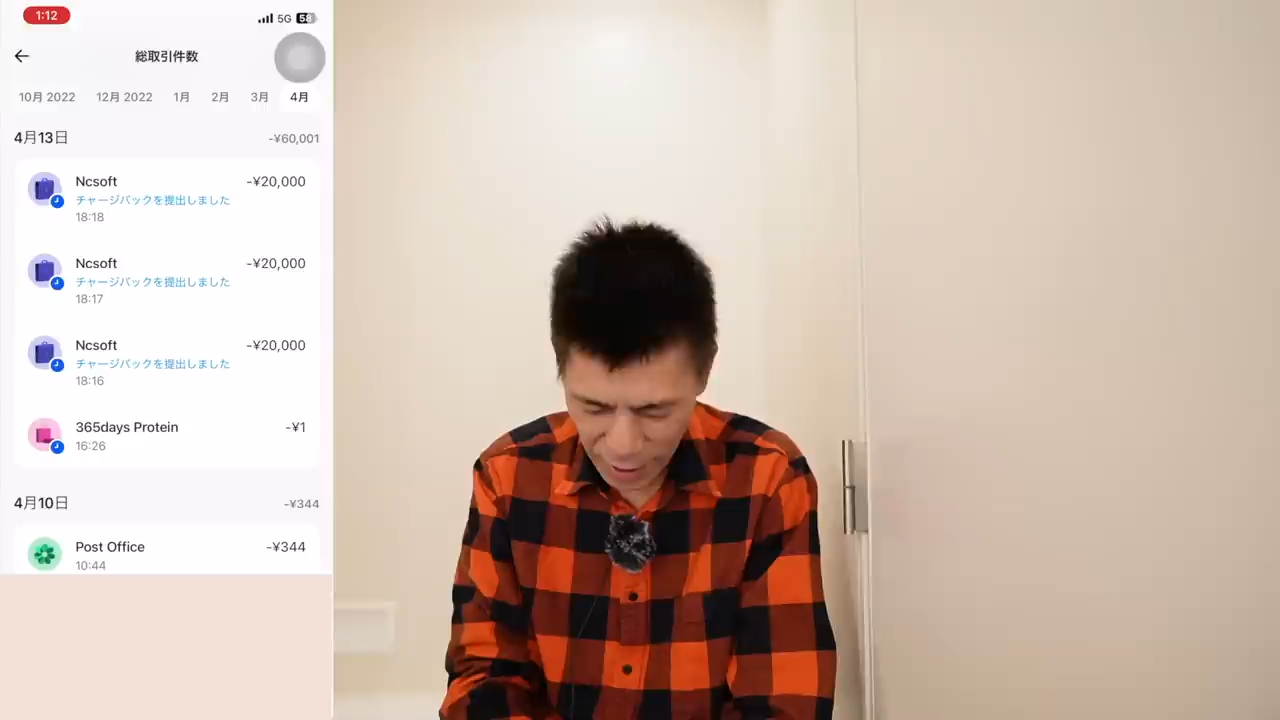 1:12
5G 58
総取引件数
10月 2022 12月 2022 1月 2月 3月 4月
4月13日 -¥60,001
Ncsoft -¥20,000
チャージバックを提出しました
18:18
Ncsoft -¥20,000
チャージバックを提出しました
18:17
Ncsoft -¥20,000
チャージバックを提出しました
18:16
365days Protein -¥1
16:26
4月10日 -¥344
Post Office -¥344
10:44